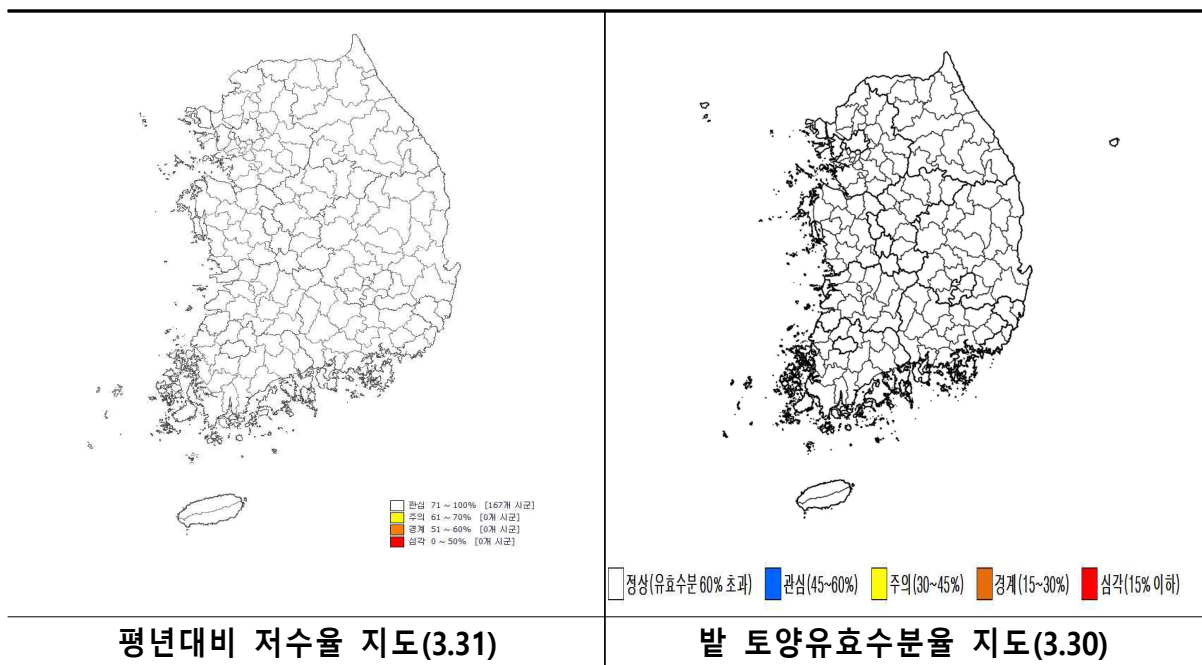 관심 71 ~ 100% [167개 시군]
주의 61 ~ 70% [0개 시군]
경계 51 ~ 60% [0개 시군]
심각 0 ~ 50% [0개 시군]
정상(유효수분 60% 초과) 관심(45~60%) 주의(30~45%) 경계(15~30%) 심각(15% 이하)
평년대비 저수율 지도(3.31)
밭 토양유효수분율 지도(3.30)